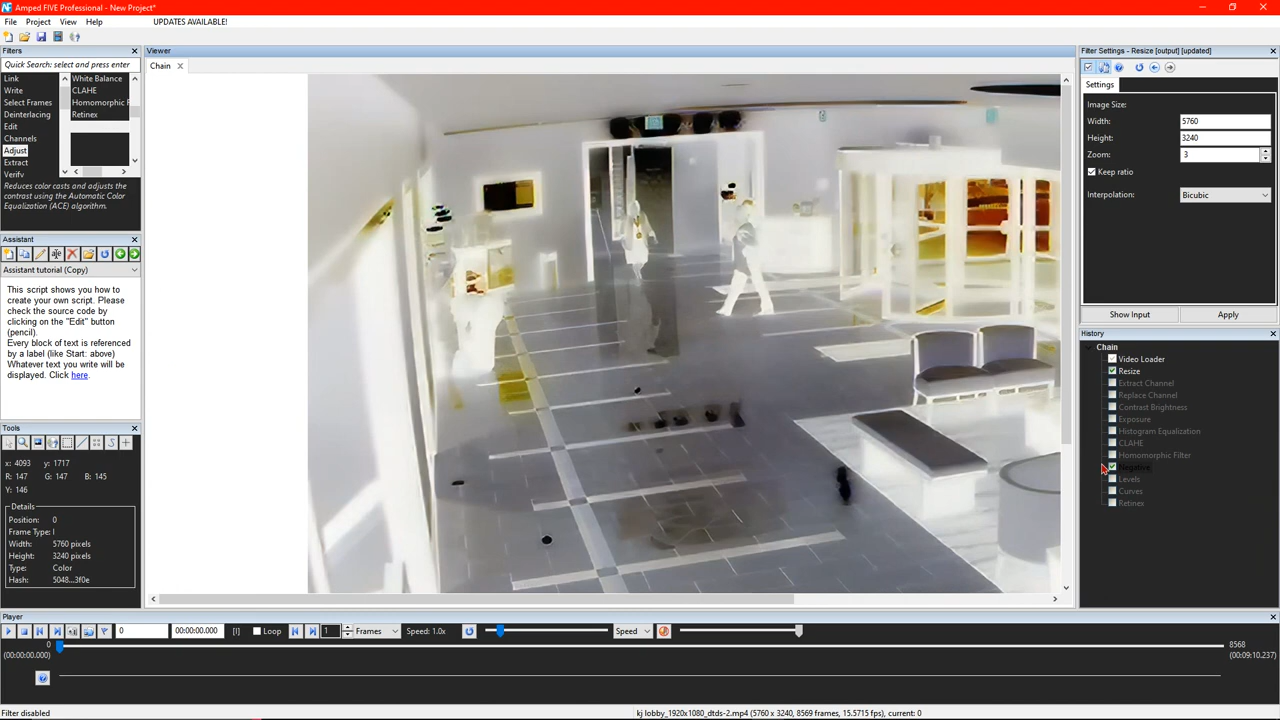 Amped FIVE Professional - New Project*
File Project View Help UPDATES AVAILABLE!
Filters
Quick Search: select and press enter
Link
Write
Select Frames
Deinterlacing
Edit
Channels
Adjust
Extract
Verify
White Balance
CLAHE
Homomorphic F
Retinex
Reduces color casts and adjusts the
contrast using the Automatic Color
Equalization (ACE) algorithm.
Assistant
Assistant tutorial (Copy)
This script shows you how to
create your own script. Please
check the source code by
clicking on the "Edit" button
(pencil).
Every block of text is referenced
by a label (like Start: above)
Whatever text you write will be
displayed. Click here.
Tools
x: 4093 y: 1717
R: 147 G: 147 B: 145
Y: 146
Details
Position: 0
Frame Type: I
Width: 5760 pixels
Height: 3240 pixels
Type: Color
Hash: 5048...3f0e
Viewer
Chain
Filter Settings - Resize [output] [updated]
Settings
Image Size:
Width: 5760
Height: 3240
Zoom: 3
Keep ratio
Interpolation: Bicubic
Show Input Apply
History
Chain
Video Loader
Resize
Extract Channel
Replace Channel
Contrast Brightness
Exposure
Histogram Equalization
CLAHE
Homomorphic Filter
Negative
Levels
Curves
Retinex
Player
0 00:00:00.000 [I] Loop 1 Frames Speed: 1.0x Speed
0 8568
(00:00:00.000) (00:09:10.237)
Filter disabled kj lobby_1920x1080_dtds-2.mp4 (5760 x 3240, 8569 frames, 15.5715 fps), current: 0